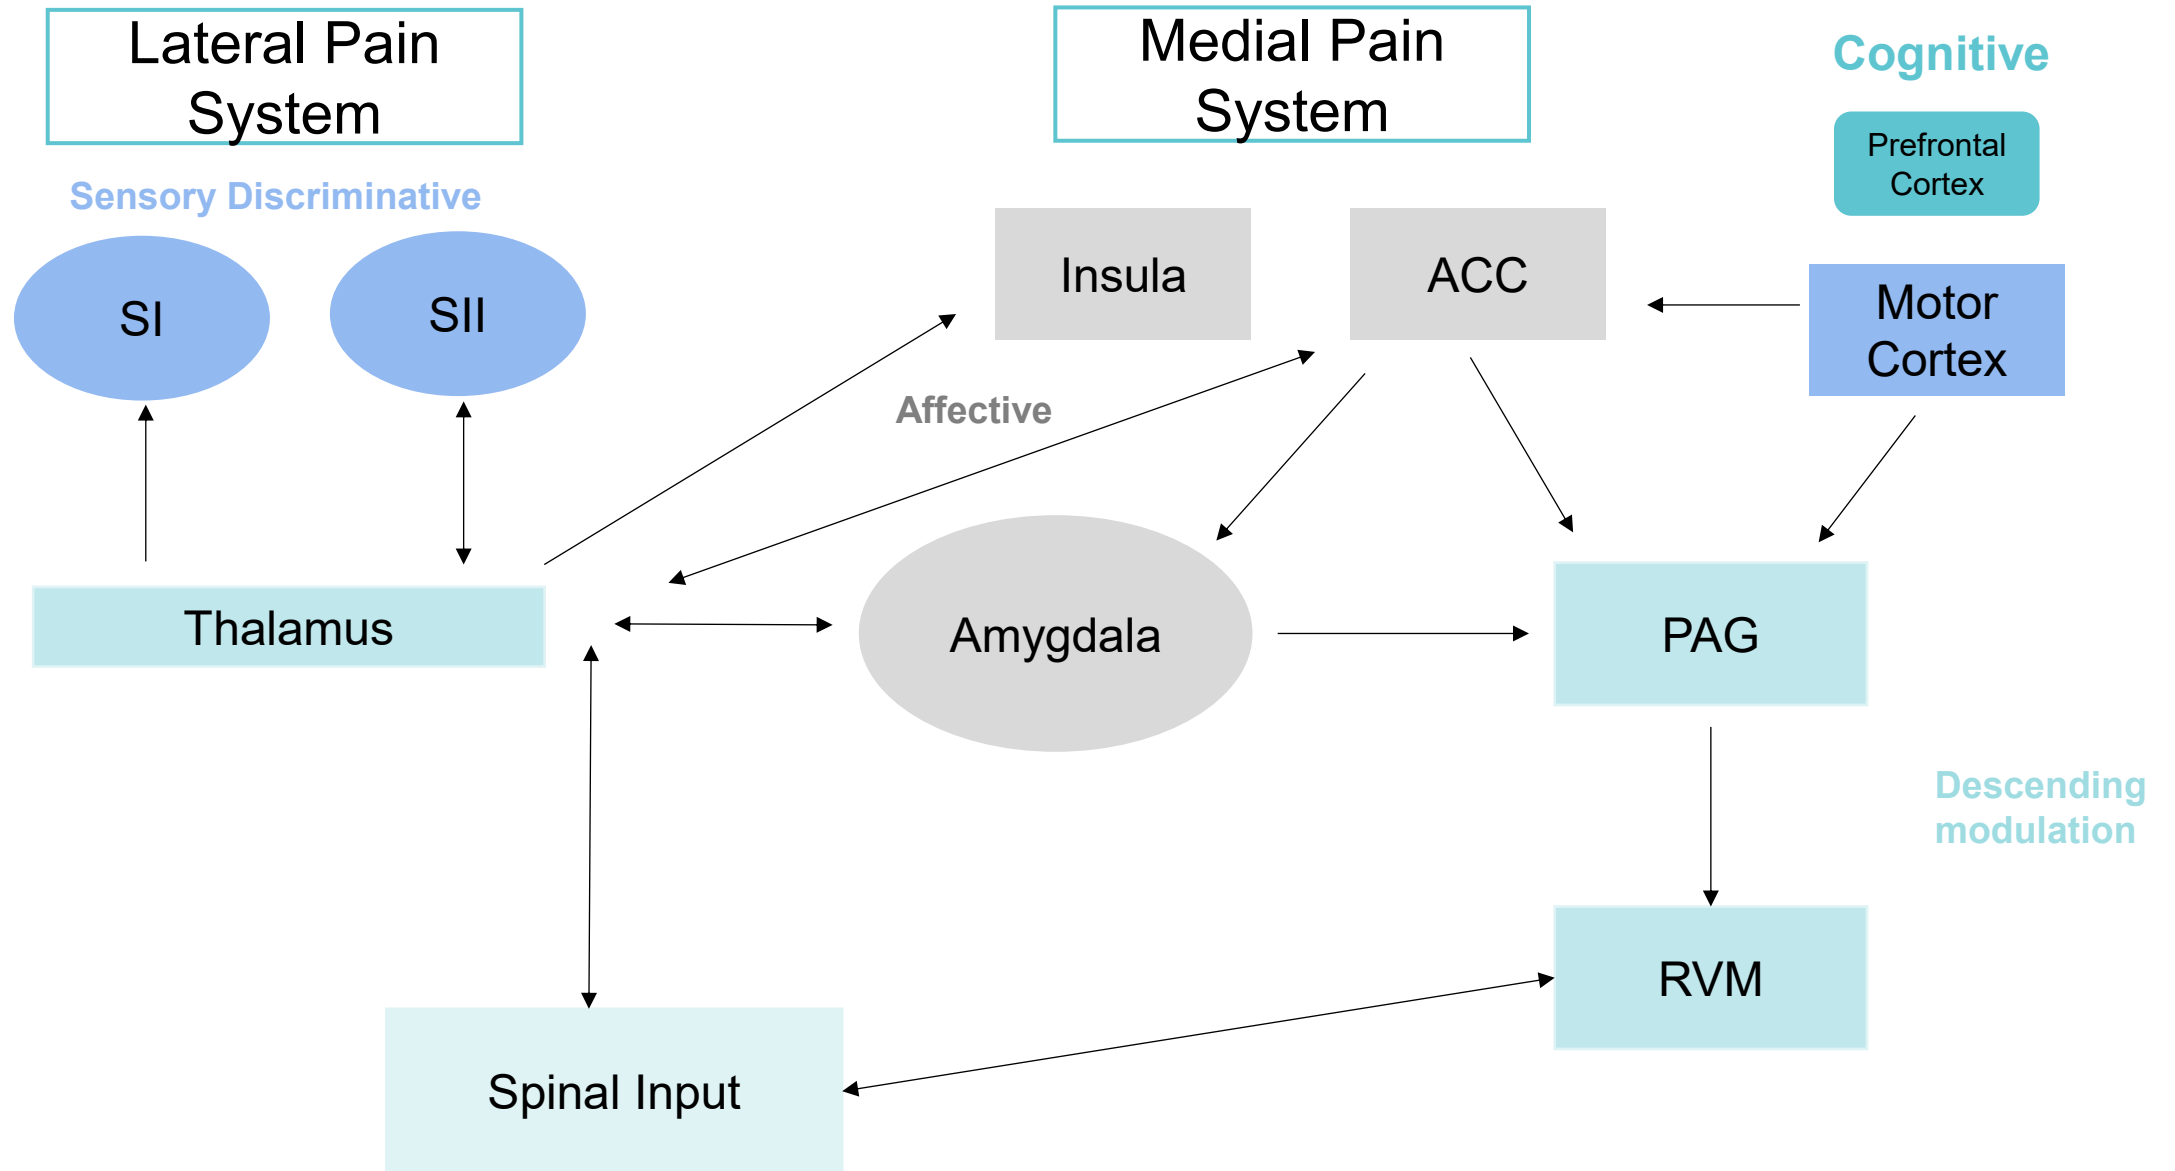 Lateral Pain
System
Medial Pain
System
Cognitive
Prefrontal
Cortex
Sensory Discriminative
SI
SII
Insula
ACC
Motor
Cortex
Affective
Thalamus
Amygdala
PAG
Descending
modulation
RVM
Spinal Input